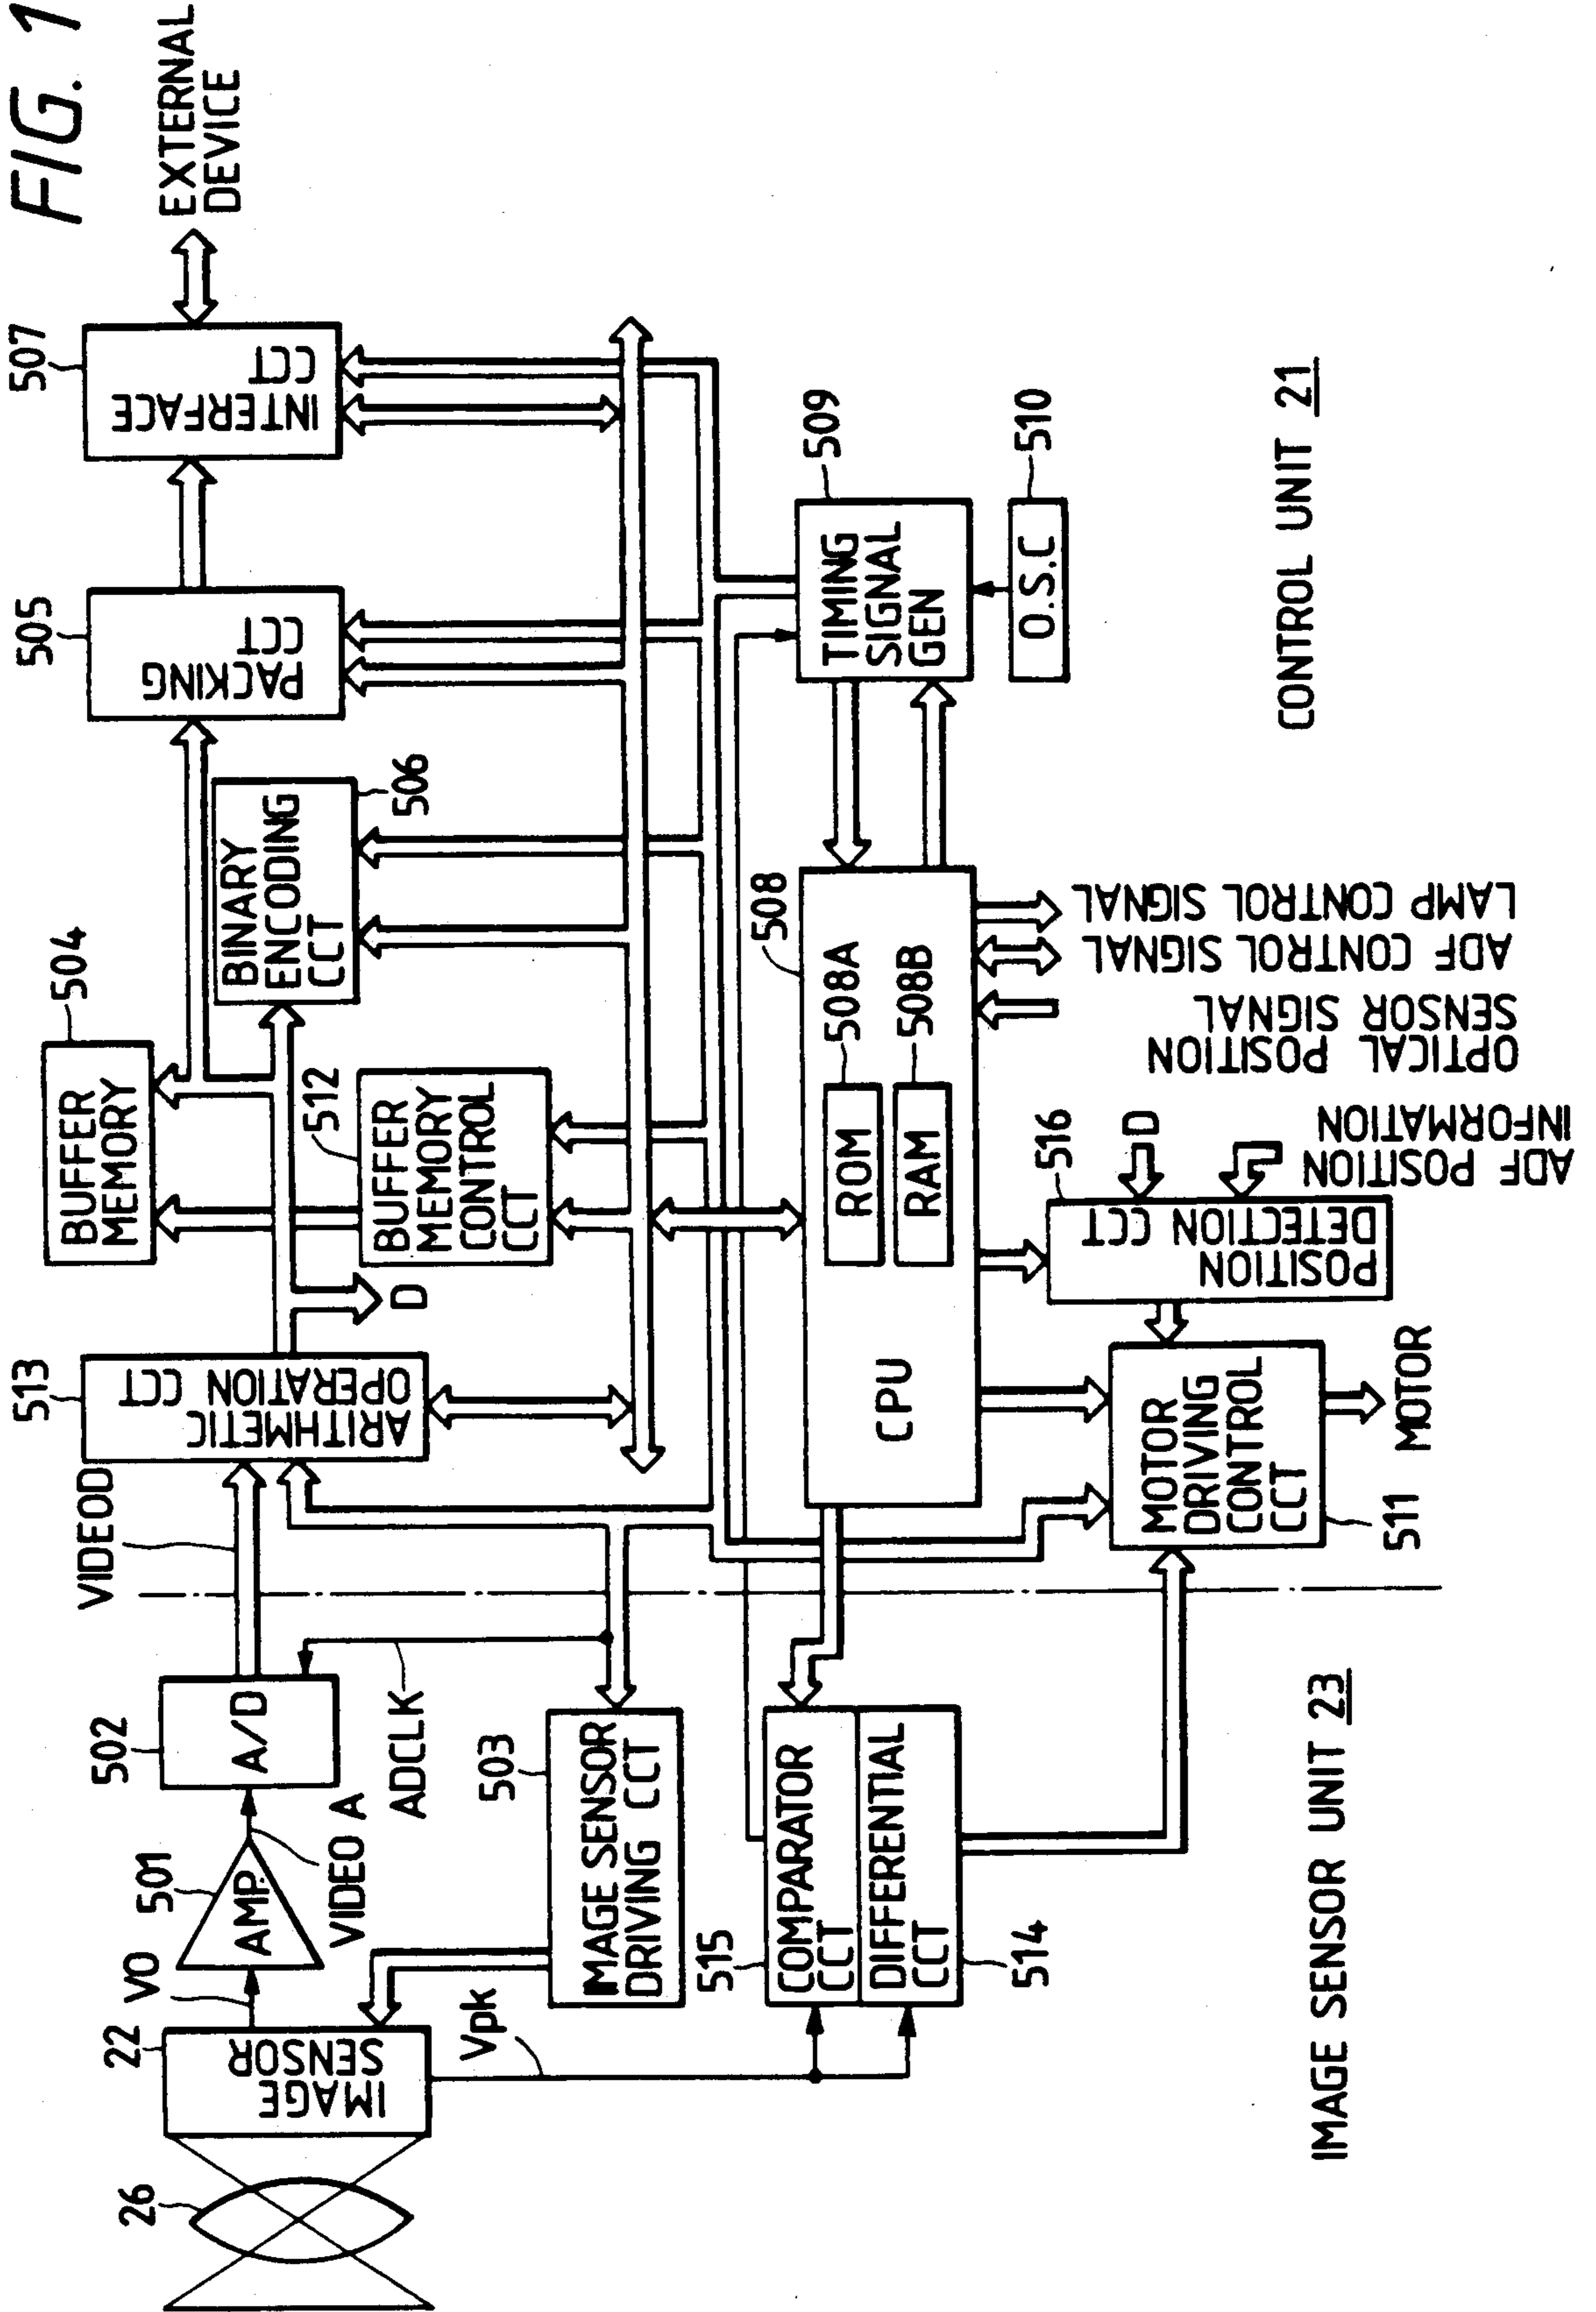 FIG. 1
EXTERNAL
DEVICE
507
INTERFACE
CCT
505
PACKING
CCT
504
BUFFER
MEMORY
506
BINARY
ENCODING
CCT
512
BUFFER
MEMORY
CONTROL
CCT
513
ARITHMETIC
OPERATION CCT
D
VIDEOD
502
A/D
ADCLK
501
AMP.
VIDEO A
VO
22
IMAGE
SENSOR
26
503
IMAGE SENSOR
DRIVING CCT
Vpk
515
COMPARATOR
CCT
DIFFERENTIAL
CCT
514
509
TIMING
SIGNAL
GEN
510
O.S.C
508
CPU
508A
ROM
508B
RAM
LAMP CONTROL SIGNAL
ADF CONTROL SIGNAL
OPTICAL POSITION
SENSOR SIGNAL
516
D
ADF POSITION
INFORMATION
POSITION
DETECTION CCT
MOTOR
DRIVING
CONTROL
CCT
511
MOTOR
CONTROL UNIT 21
IMAGE SENSOR UNIT 23